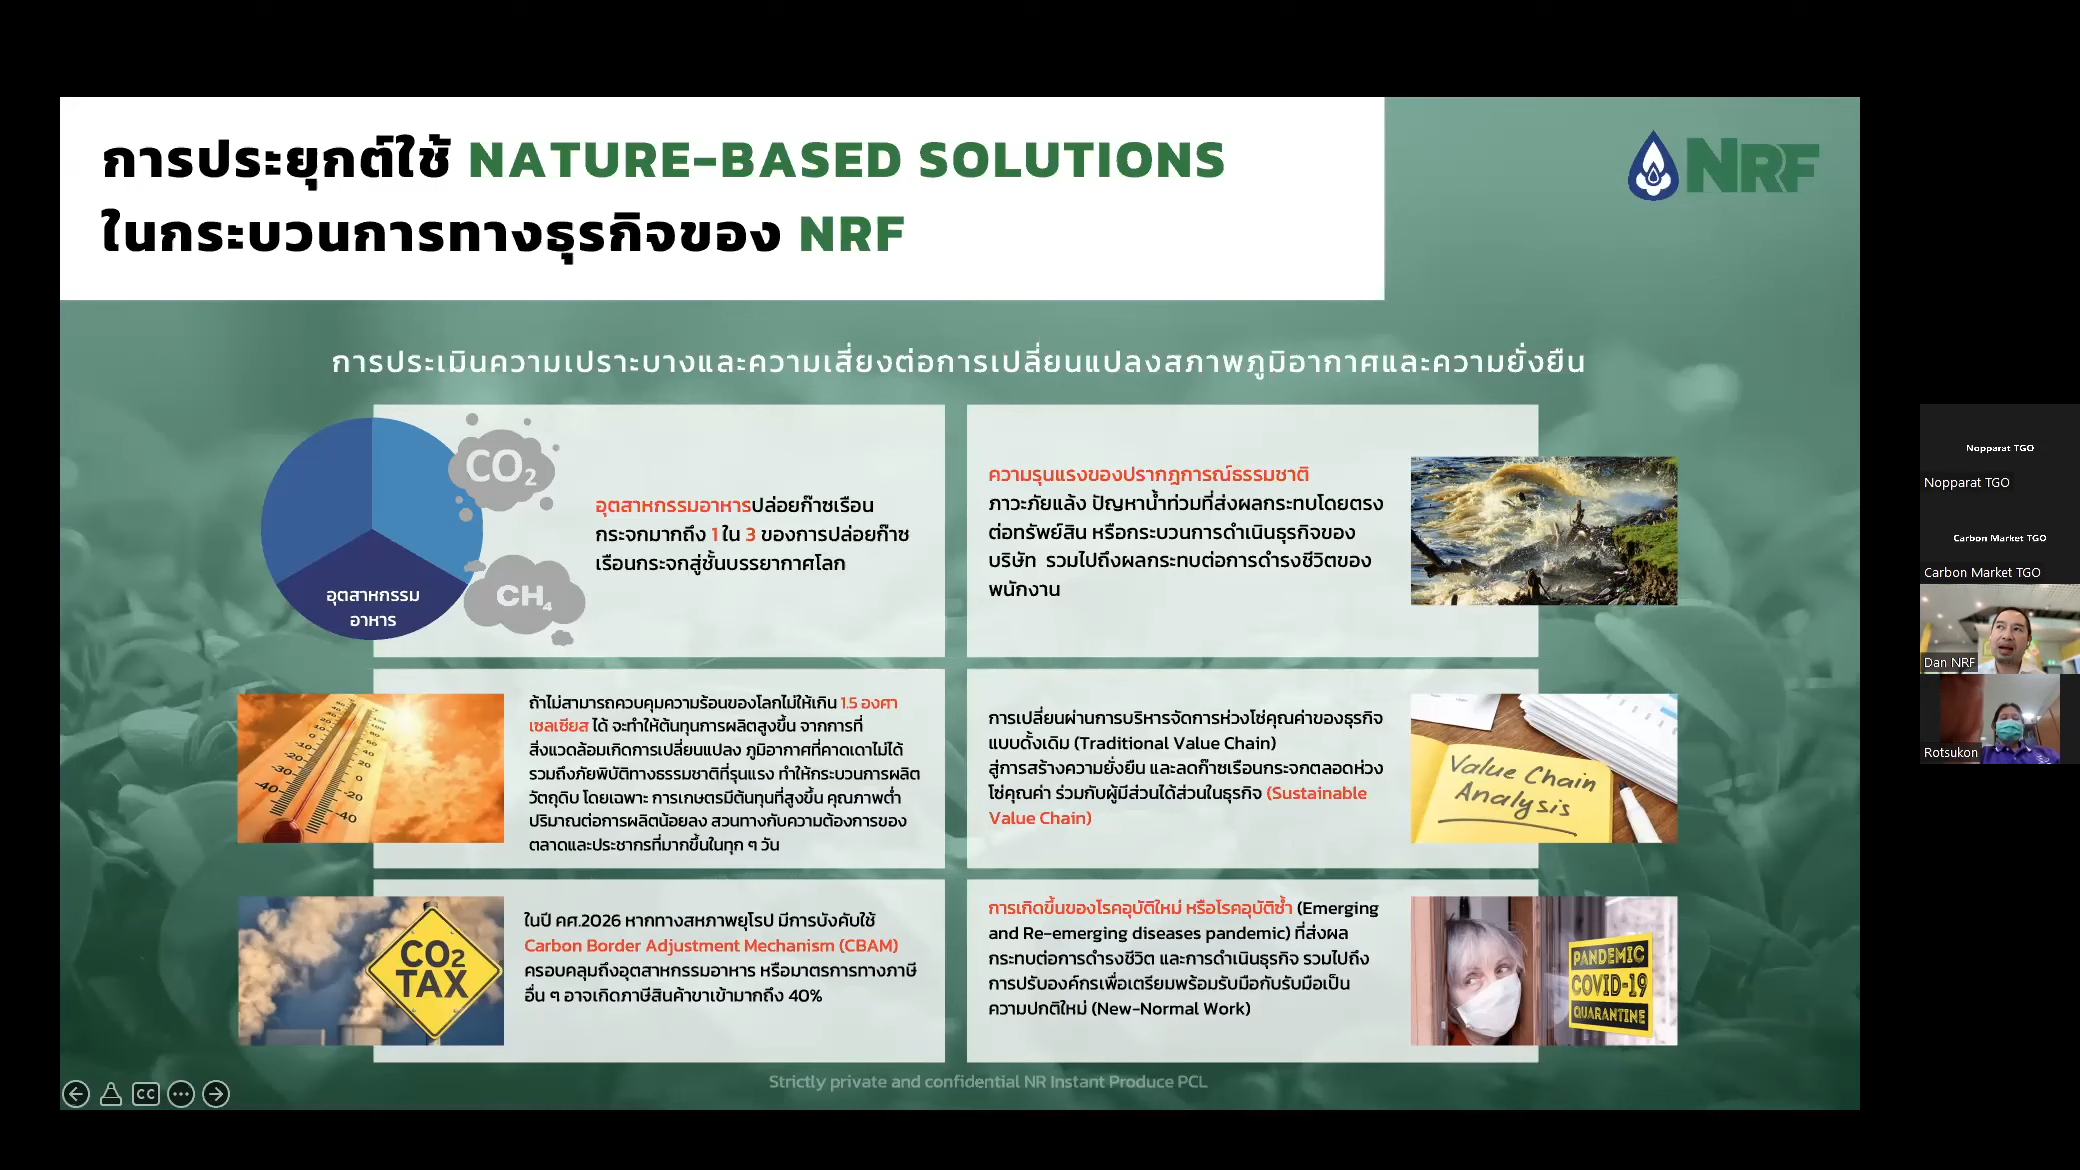 การประยุกต์ใช้ NATURE-BASED SOLUTIONS
ในกระบวนการทางธุรกิจของ NRF
NRF
การประเมินความเปราะบางและความเสี่ยงต่อการเปลี่ยนแปลงสภาพภูมิอากาศและความยั่งยืน
CO2
CH4
อุตสาหกรรม
อาหาร
อุตสาหกรรมอาหารปล่อยก๊าซเรือน
กระจกมากถึง 1 ใน 3 ของการปล่อยก๊าช
เรือนกระจกสู่ชั้นบรรยากาศโลก
ความรุนแรงของปรากฎการณ์ธรรมชาติ
ภาวะภัยแล้ง ปัญหาน้ำท่วมที่ส่งผลกระทบโดยตรง
ต่อทรัพย์สิน หรือกระบวนการดำเนินธุรกิจของ
บริษัท รวมไปถึงผลกระทบต่อการดำรงชีวิตของ
พนักงาน
ถ้าไม่สามารถควบคุมความร้อนของโลกไม่ให้เกิน 1.5 องศา
เซลเซียส ได้ จะทำให้ต้นทุนการผลิตสูงขึ้น จากการที่
สิ่งแวดล้อมเกิดการเปลี่ยนแปลง ภูมิอากาศที่คาดเดาไม่ได้
รวมถึงภัยพิบัติทางธรรมชาติที่รุนแรง ทำให้กระบวนการผลิต
วัตถุดิบ โดยเฉพาะ การเกษตรมีต้นทุนที่สูงขึ้น คุณภาพต่ำ
ปริมาณต่อการผลิตน้อยลง สวนทางกับความต้องการของ
ตลาดและประชากรที่มากขึ้นในทุก ๆ วัน
การเปลี่ยนผ่านการบริหารจัดการห่วงโซ่คุณค่าของธุรกิจ
แบบดั้งเดิม (Traditional Value Chain)
สู่การสร้างความยั่งยืน และลดก๊าซเรือนกระจกตลอดห่วง
โซ่คุณค่า ร่วมกับผู้มีส่วนได้ส่วนในธุรกิจ (Sustainable
Value Chain)
Value Chain
Analysis
CO2
TAX
ในปี คศ.2026 หากทางสหภาพยุโรป มีการบังคับใช้
Carbon Border Adjustment Mechanism (CBAM)
ครอบคลุมถึงอุตสาหกรรมอาหาร หรือมาตรการทางภาษี
อื่น ๆ อาจเกิดภาษีสินค้าขาเข้ามากถึง 40%
การเกิดขึ้นของโรคอุบัติใหม่ หรือโรคอุบัติซ้ำ (Emerging
and Re-emerging diseases pandemic) ที่ส่งผล
กระทบต่อการดำรงชีวิต และการดำเนินธุรกิจ รวมไปถึง
การปรับองค์กรเพื่อเตรียมพร้อมรับมือกับรับมือเป็น
ความปกติใหม่ (New-Normal Work)
PANDEMIC
COVID-19
QUARANTINE
Strictly private and confidential NR Instant Produce PCL
CC
Nopparat TGO
Nopparat TGO
Carbon Market TGO
Carbon Market TGO
Dan NRF
Rotsukon